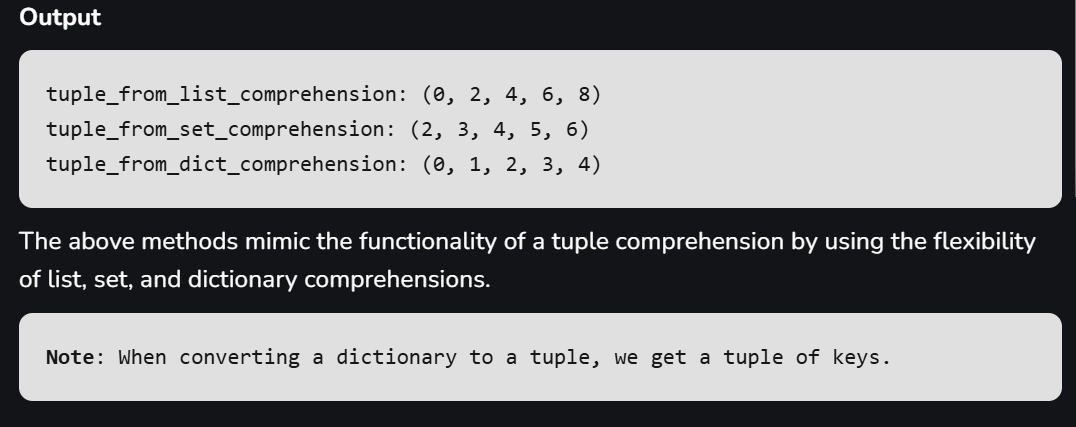 Output
tuple_from_list_comprehension: (0, 2, 4, 6, 8)
tuple_from_set_comprehension: (2, 3, 4, 5, 6)
tuple_from_dict_comprehension: (0, 1, 2, 3, 4)
The above methods mimic the functionality of a tuple comprehension by using the flexibility
of list, set, and dictionary comprehensions.
Note: When converting a dictionary to a tuple, we get a tuple of keys.